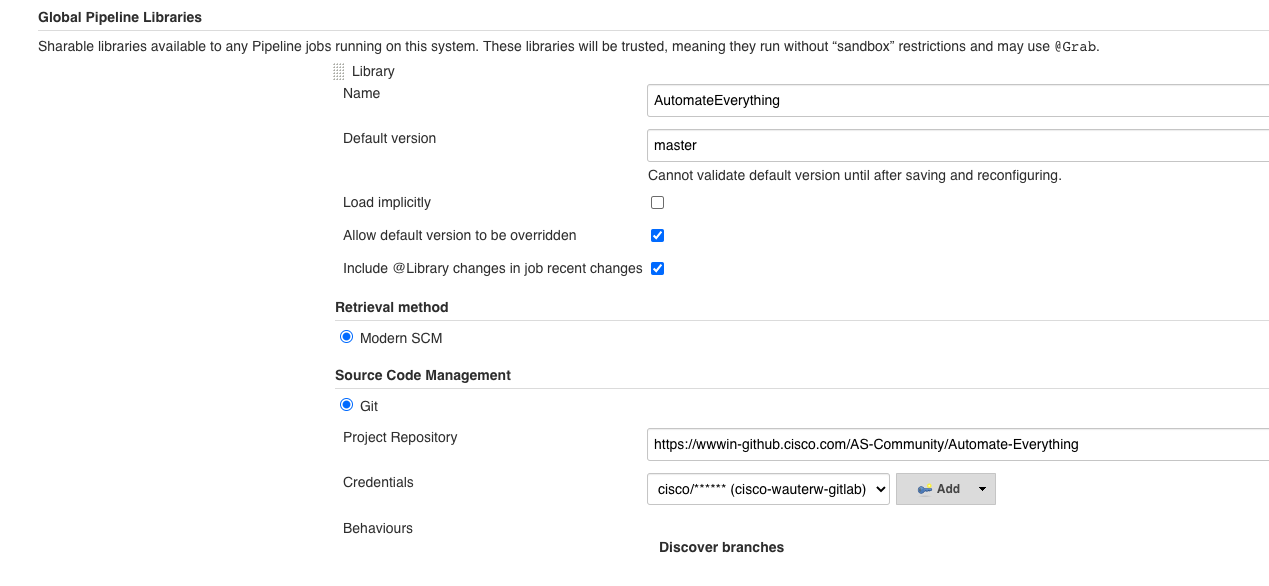 Global Pipeline Libraries
Sharable libraries available to any Pipeline jobs running on this system. These libraries will be trusted, meaning they run without “sandbox” restrictions and may use @Grab.
Library
Name
AutomateEverything
Default version
master
Cannot validate default version until after saving and reconfiguring.
Load implicitly
Allow default version to be overridden
Include @Library changes in job recent changes
Retrieval method
Modern SCM
Source Code Management
Git
Project Repository
https://wwwin-github.cisco.com/AS-Community/Automate-Everything
Credentials
cisco/****** (cisco-wauterw-gitlab)
Add
Behaviours
Discover branches